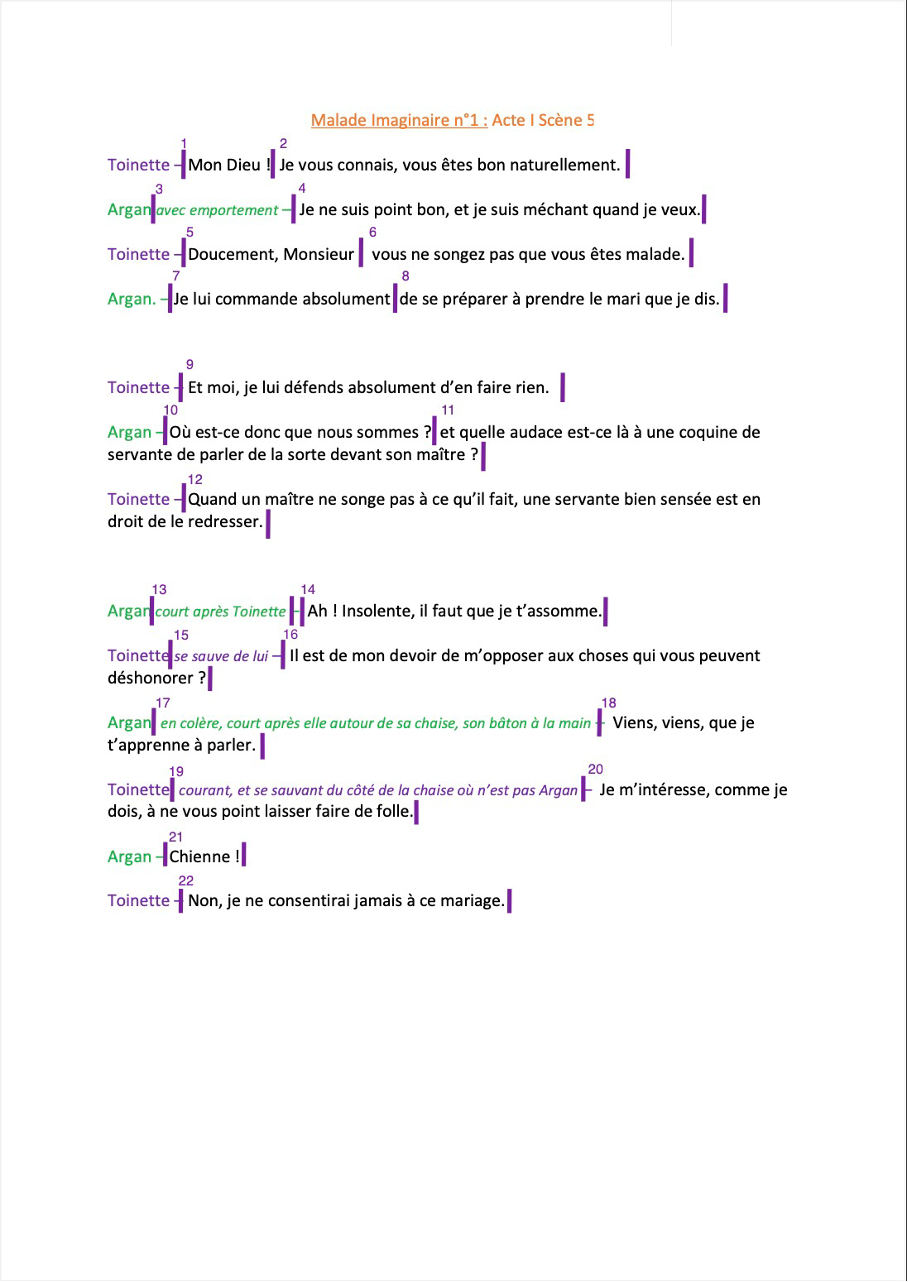 Malade Imaginaire n°1 : Acte I Scène 5
1 2
Toinette – Mon Dieu ! Je vous connais, vous êtes bon naturellement.
3 4
Argan avec emportement – Je ne suis point bon, et je suis méchant quand je veux.
5 6
Toinette – Doucement, Monsieur vous ne songez pas que vous êtes malade.
7 8
Argan. – Je lui commande absolument de se préparer à prendre le mari que je dis.
9
Toinette – Et moi, je lui défends absolument d'en faire rien.
10 11
Argan – Où est-ce donc que nous sommes ? et quelle audace est-ce là à une coquine de
servante de parler de la sorte devant son maître ?
12
Toinette – Quand un maître ne songe pas à ce qu'il fait, une servante bien sensée est en
droit de le redresser.
13 14
Argan court après Toinette – Ah ! Insolente, il faut que je t'assomme.
15 16
Toinette se sauve de lui – Il est de mon devoir de m'opposer aux choses qui vous peuvent
déshonorer ?
17 18
Argan en colère, court après elle autour de sa chaise, son bâton à la main – Viens, viens, que je
t'apprenne à parler.
19 20
Toinette courant, et se sauvant du côté de la chaise où n'est pas Argan – Je m'intéresse, comme je
dois, à ne vous point laisser faire de folle.
21
Argan – Chienne !
22
Toinette – Non, je ne consentirai jamais à ce mariage.